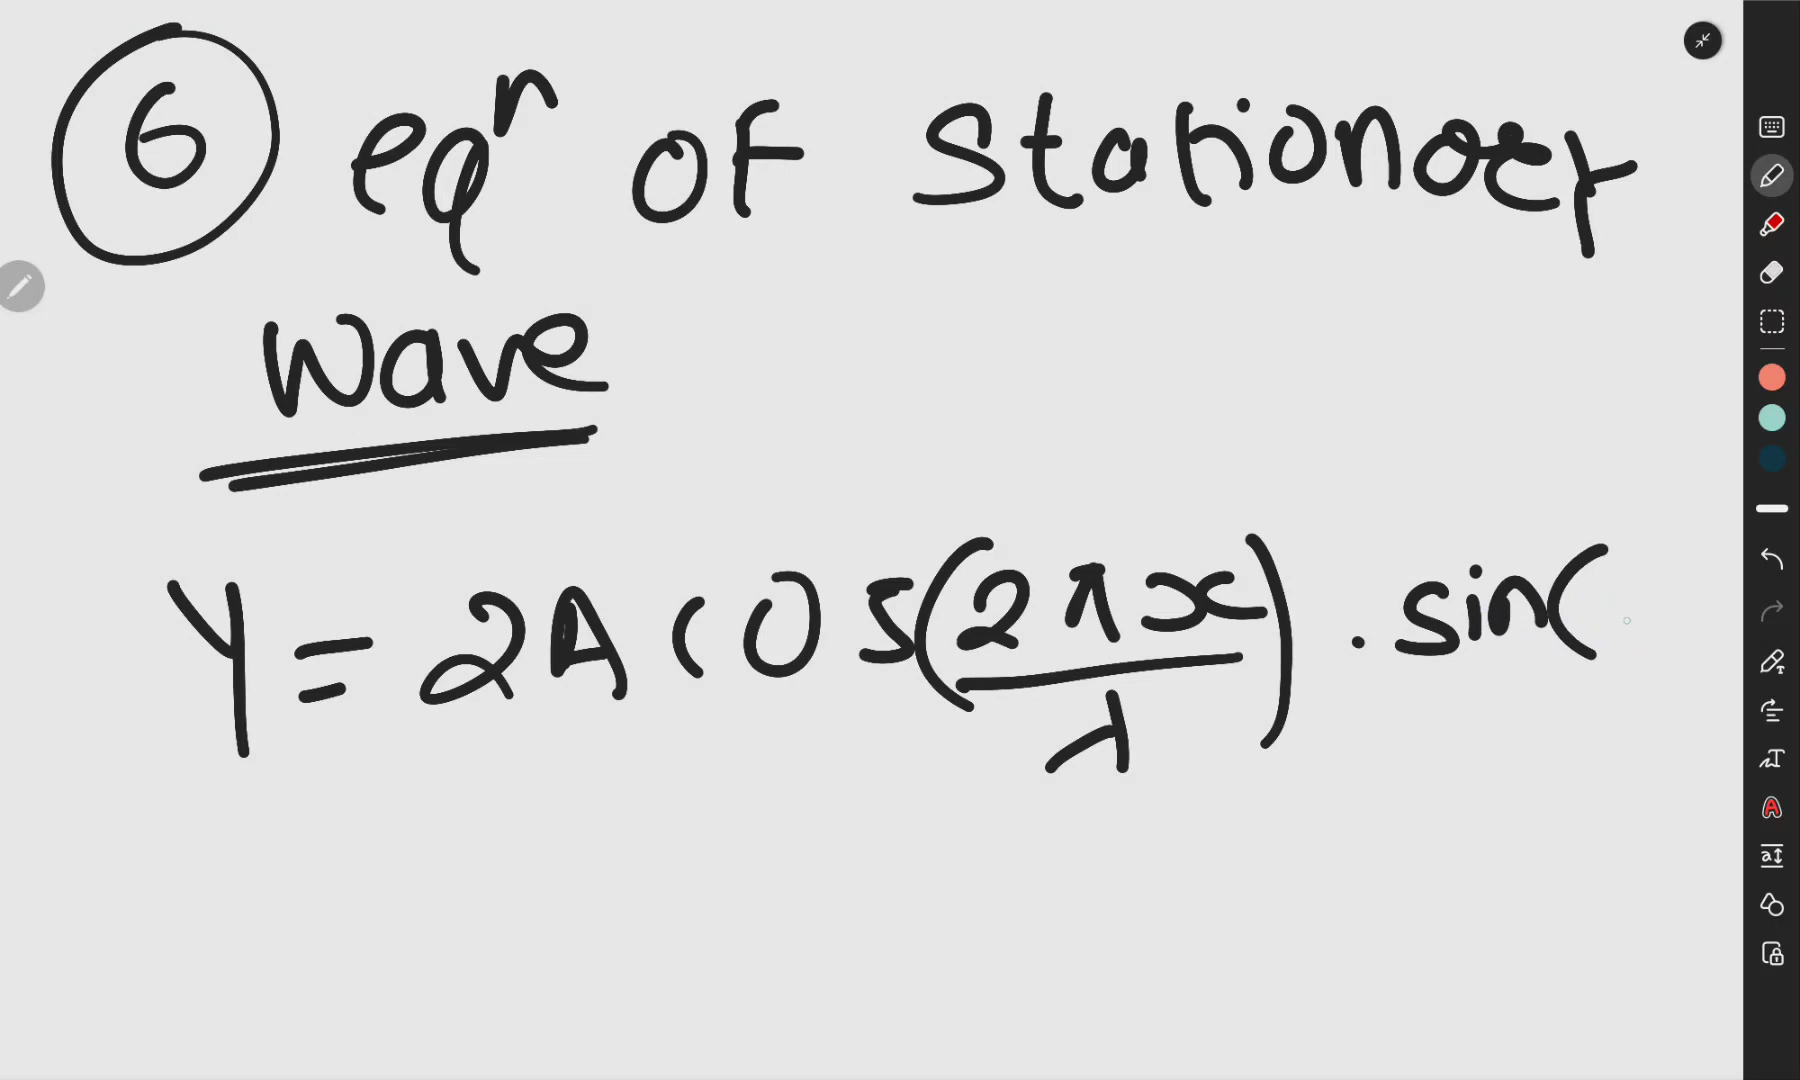 6 eqⁿ of stationary
wave
Y = 2A cos(2πx/λ) . sin(